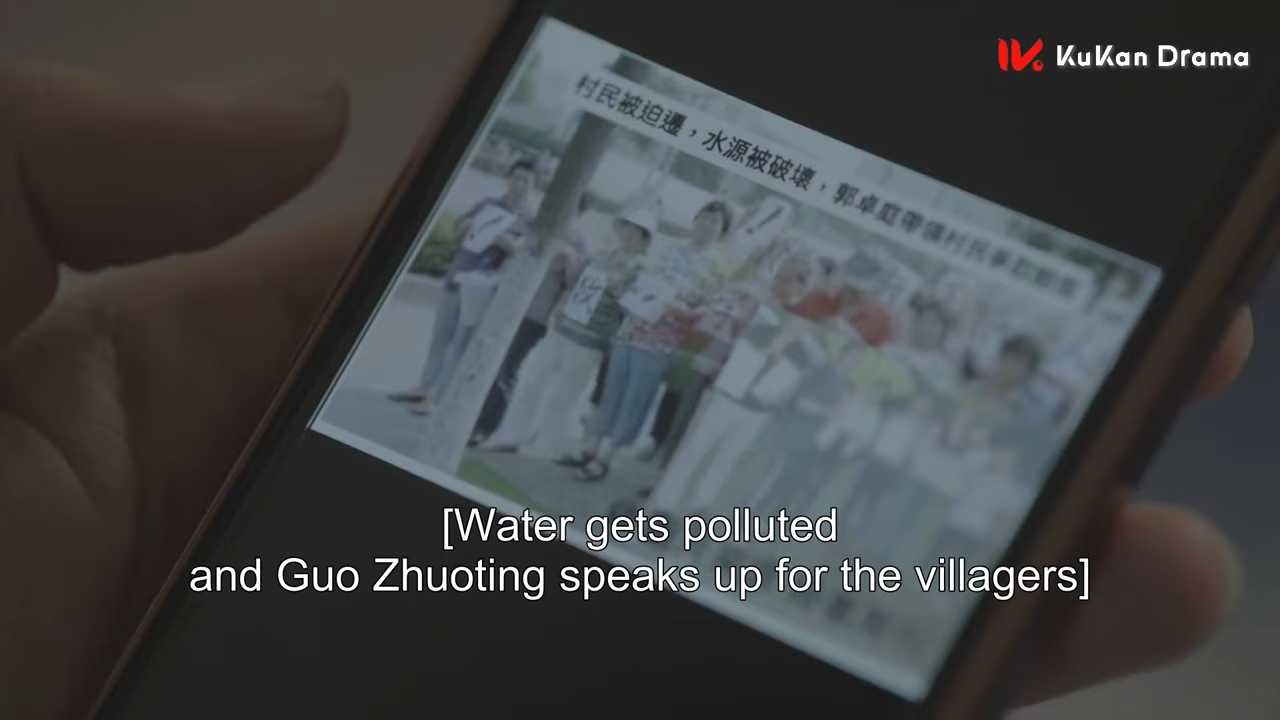 KuKan Drama
村民被迫遷，水源被破壞，郭卓庭帶領村民爭
[Water gets polluted
and Guo Zhuoting speaks up for the villagers]